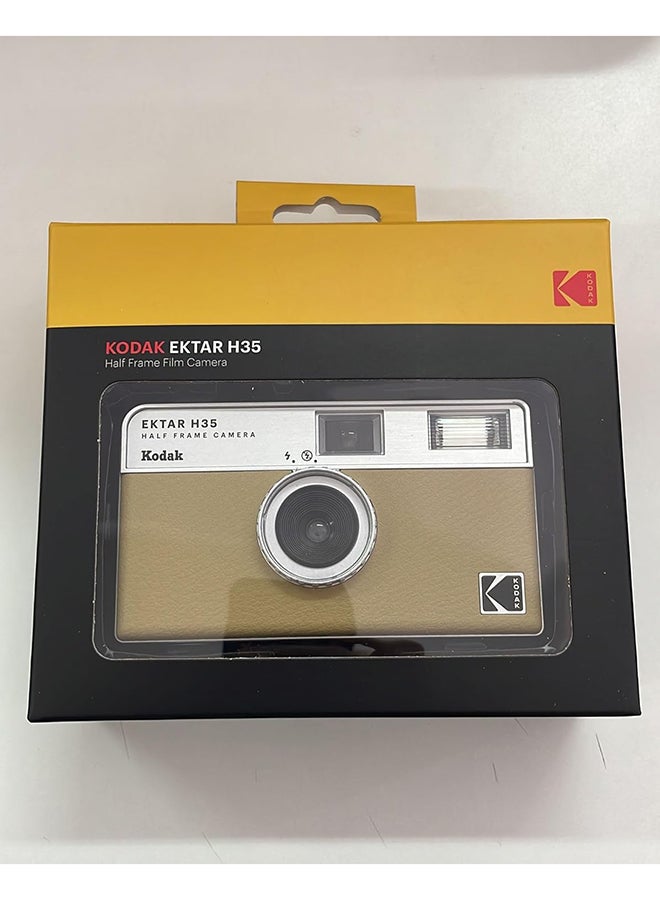 KODAK
KODAK EKTAR H35
Half Frame Film Camera
EKTAR H35
HALF FRAME CAMERA
Kodak
KODAK